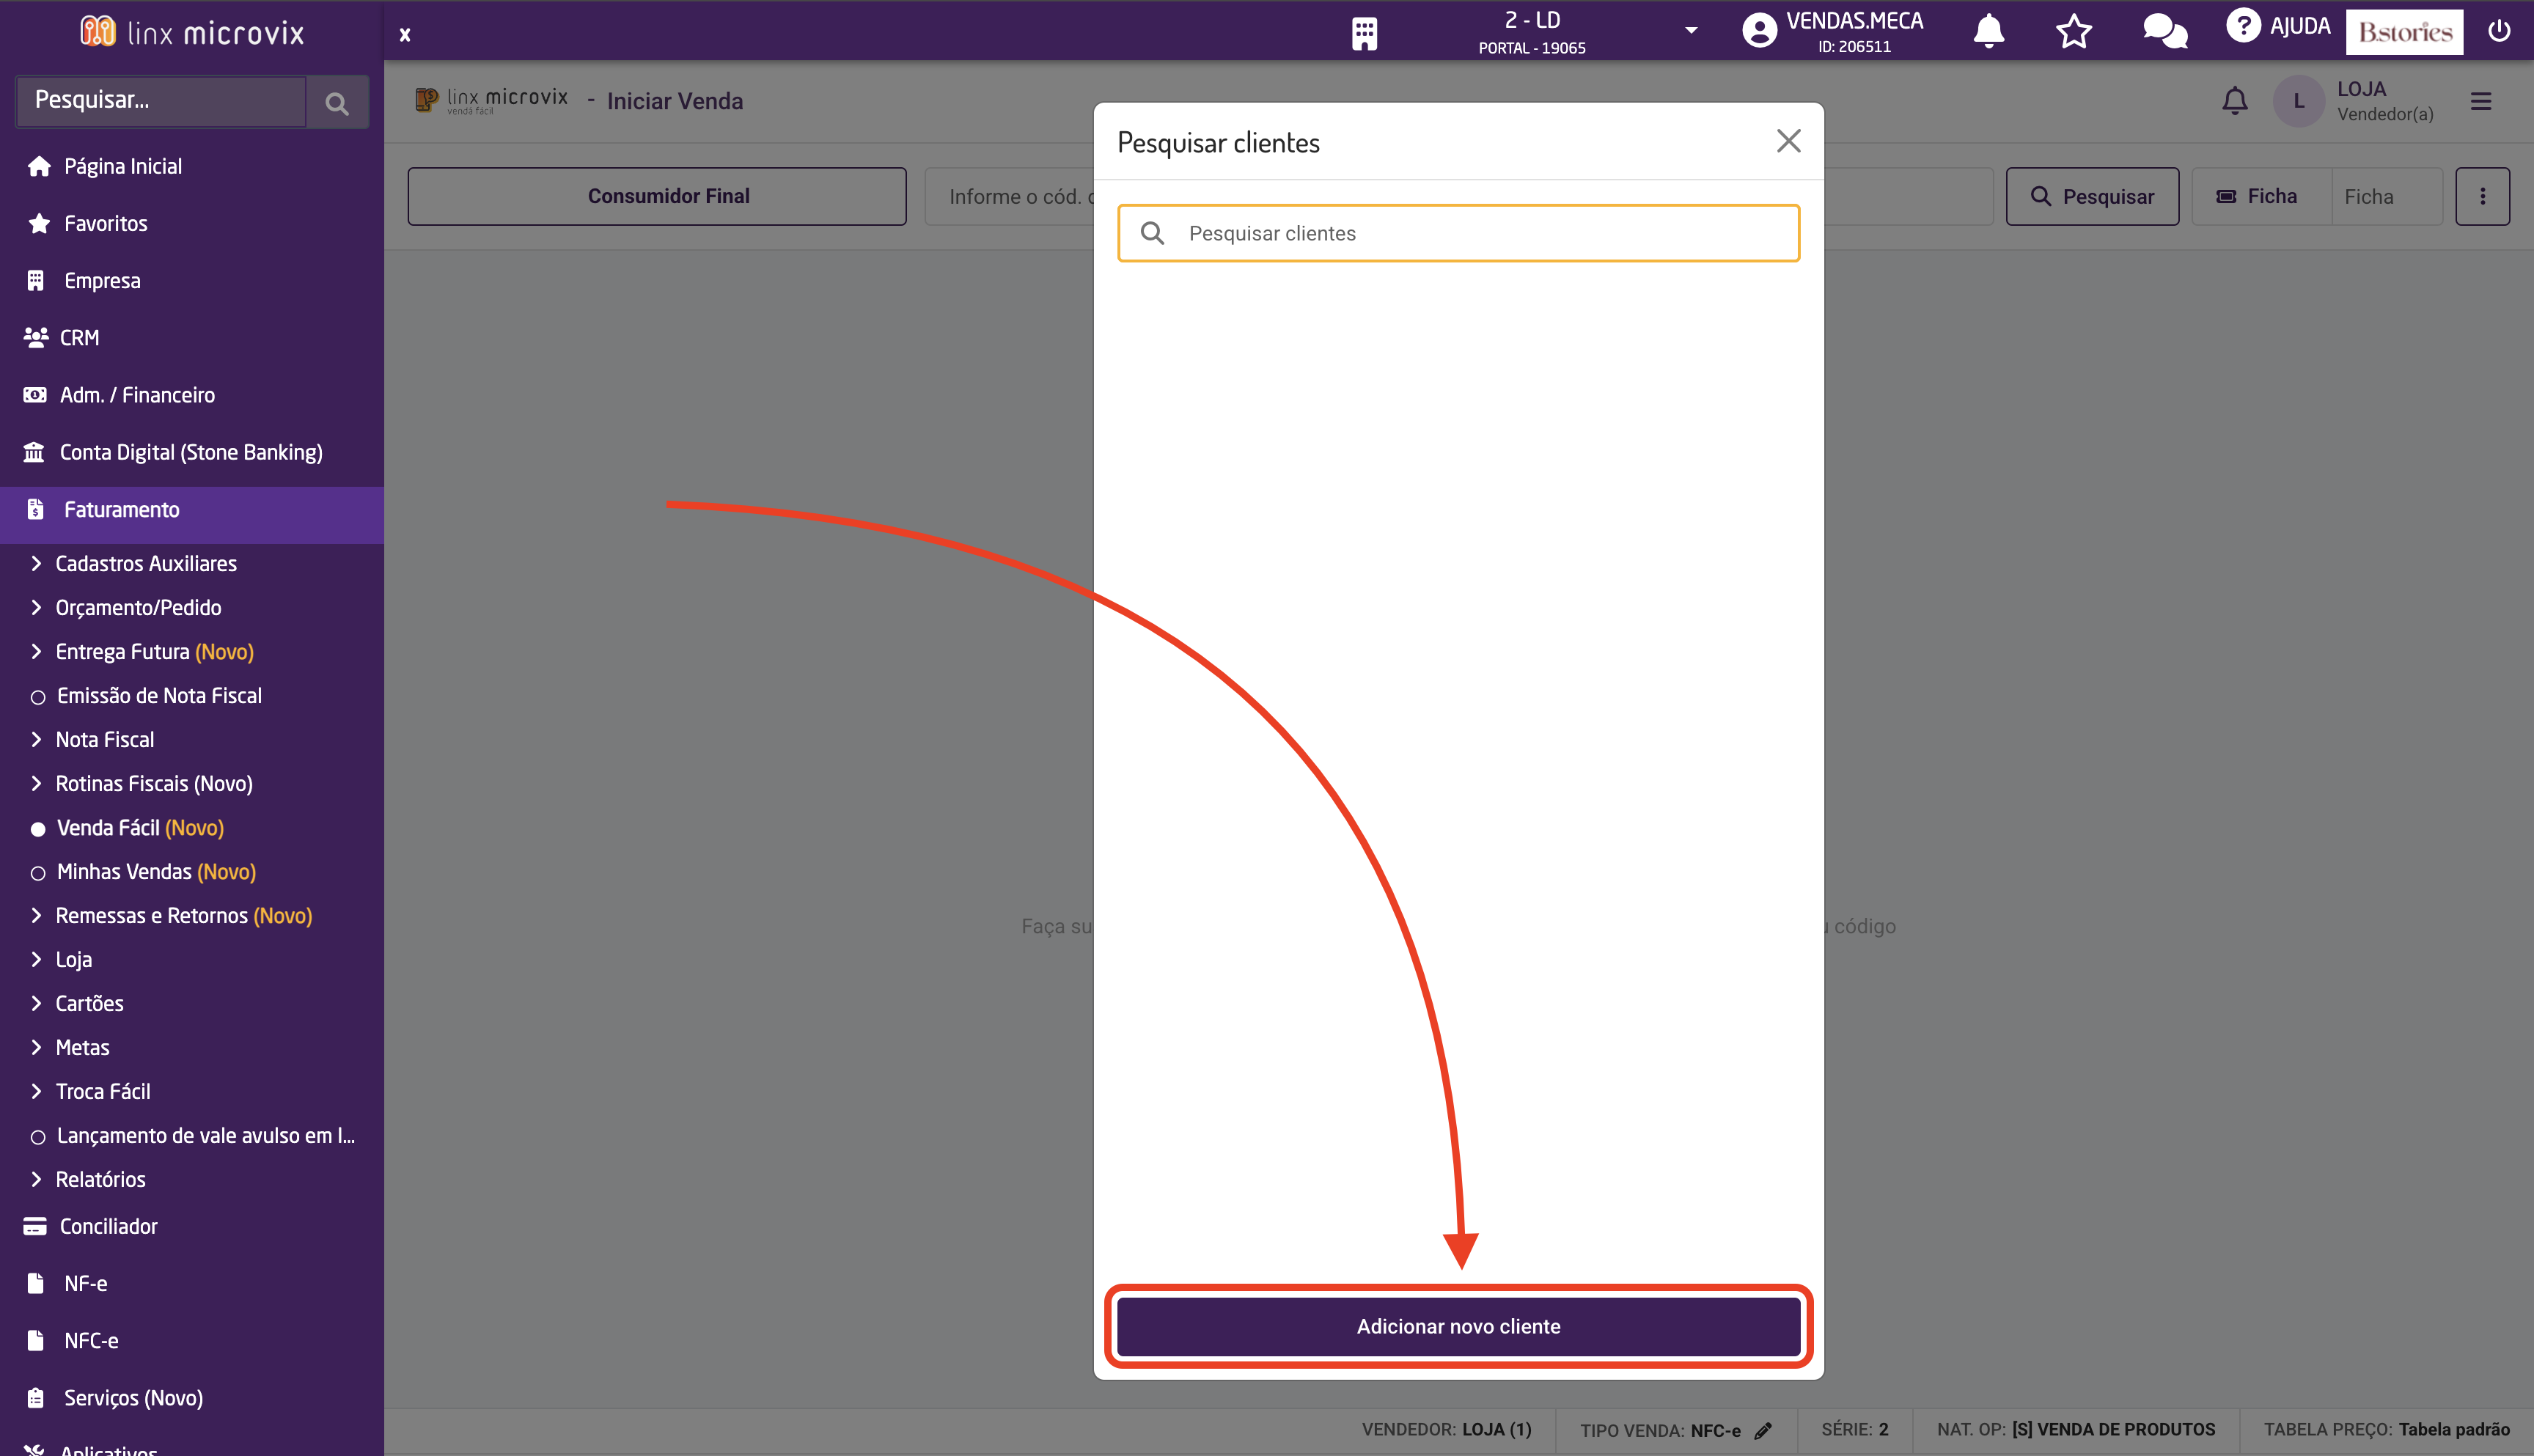 linx microvix
x
2 - LD
PORTAL - 19065
VENDAS.MECA
ID: 206511
AJUDA
B.stories
Pesquisar...
linx microvix
venda fácil
- Iniciar Venda
LOJA
L
Vendedor(a)
Pesquisar clientes
Consumidor Final
Informe o cód.
Pesquisar
Ficha
Ficha
Pesquisar clientes
Página Inicial
Favoritos
Empresa
CRM
Adm. / Financeiro
Conta Digital (Stone Banking)
Faturamento
Cadastros Auxiliares
Orçamento/Pedido
Entrega Futura (Novo)
Emissão de Nota Fiscal
Nota Fiscal
Rotinas Fiscais (Novo)
Venda Fácil (Novo)
Minhas Vendas (Novo)
Remessas e Retornos (Novo)
Faça su
código
Loja
Cartões
Metas
Troca Fácil
Lançamento de vale avulso em l...
Relatórios
Conciliador
NF-e
NFC-e
Serviços (Novo)
Aplicativos
Adicionar novo cliente
VENDEDOR: LOJA (1)
TIPO VENDA: NFC-e
SÉRIE: 2
NAT. OP: [S] VENDA DE PRODUTOS
TABELA PREÇO: Tabela padrão